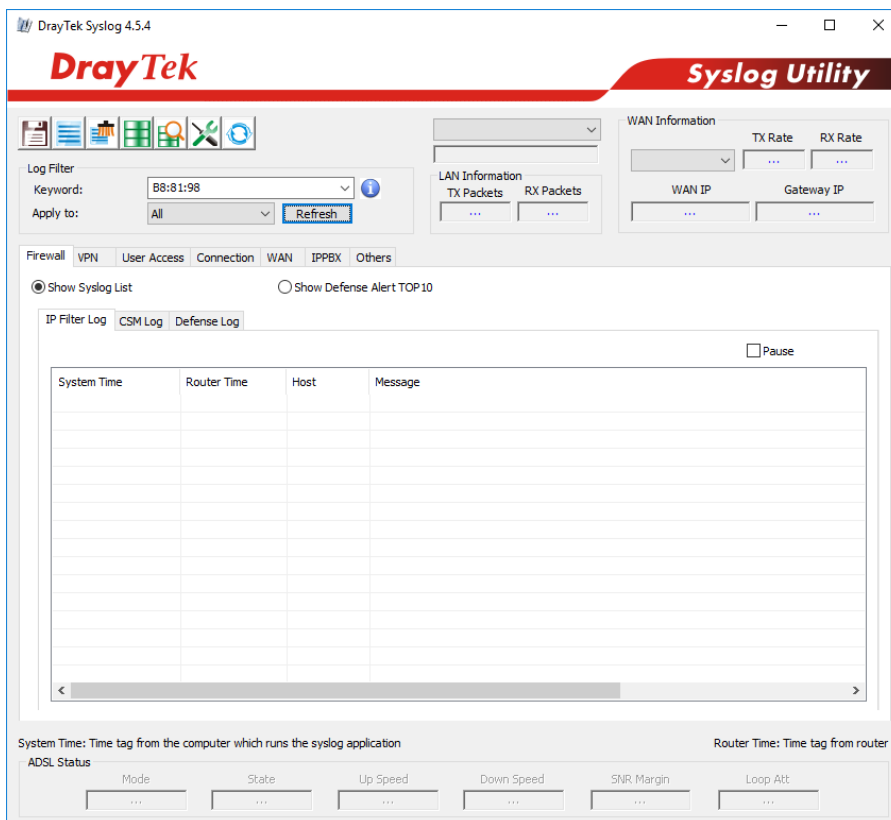 DrayTek Syslog 4.5.4
DrayTek
Syslog Utility
WAN Information
TX Rate RX Rate
... ...
Log Filter
Keyword: B8:81:98
LAN Information
TX Packets RX Packets
WAN IP Gateway IP
Apply to: All Refresh
... ...
... ...
Firewall VPN User Access Connection WAN IPPBX Others
Show Syslog List Show Defense Alert TOP10
IP Filter Log CSM Log Defense Log
Pause
System Time Router Time Host Message
System Time: Time tag from the computer which runs the syslog application Router Time: Time tag from router
ADSL Status
Mode State Up Speed Down Speed SNR Margin Loop Att
... ... ... ... ... ...